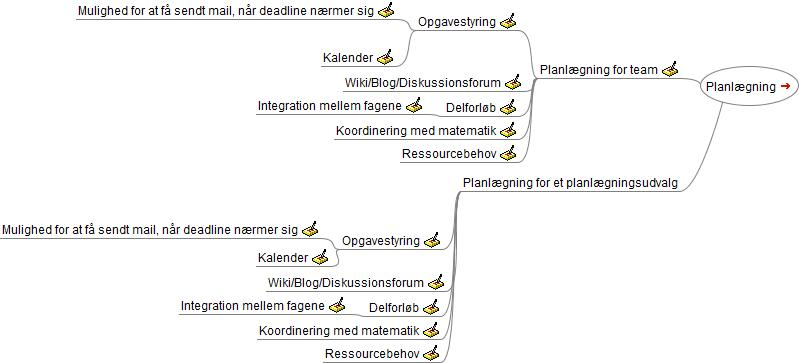 Mulighed for at få sendt mail, når deadline nærmer sig
Opgavestyring
Kalender
Planlægning for team
Wiki/Blog/Diskussionsforum
Planlægning
Integration mellem fagene
Delforløb
Koordinering med matematik
Ressourcebehov
Planlægning for et planlægningsudvalg
Mulighed for at få sendt mail, når deadline nærmer sig
Opgavestyring
Kalender
Wiki/Blog/Diskussionsforum
Integration mellem fagene
Delforløb
Koordinering med matematik
Ressourcebehov